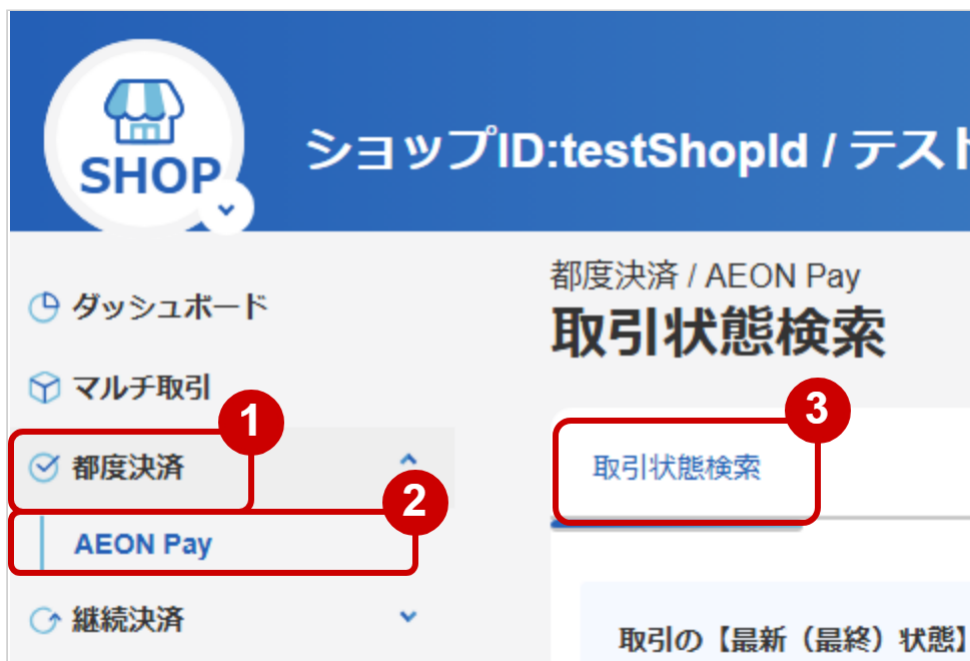 SHOP
ショップID:testShopId / テスト
ダッシュボード
マルチ取引
1
都度決済
2
AEON Pay
継続決済
都度決済 / AEON Pay
取引状態検索
3
取引状態検索
取引の【最新（最終）状態】